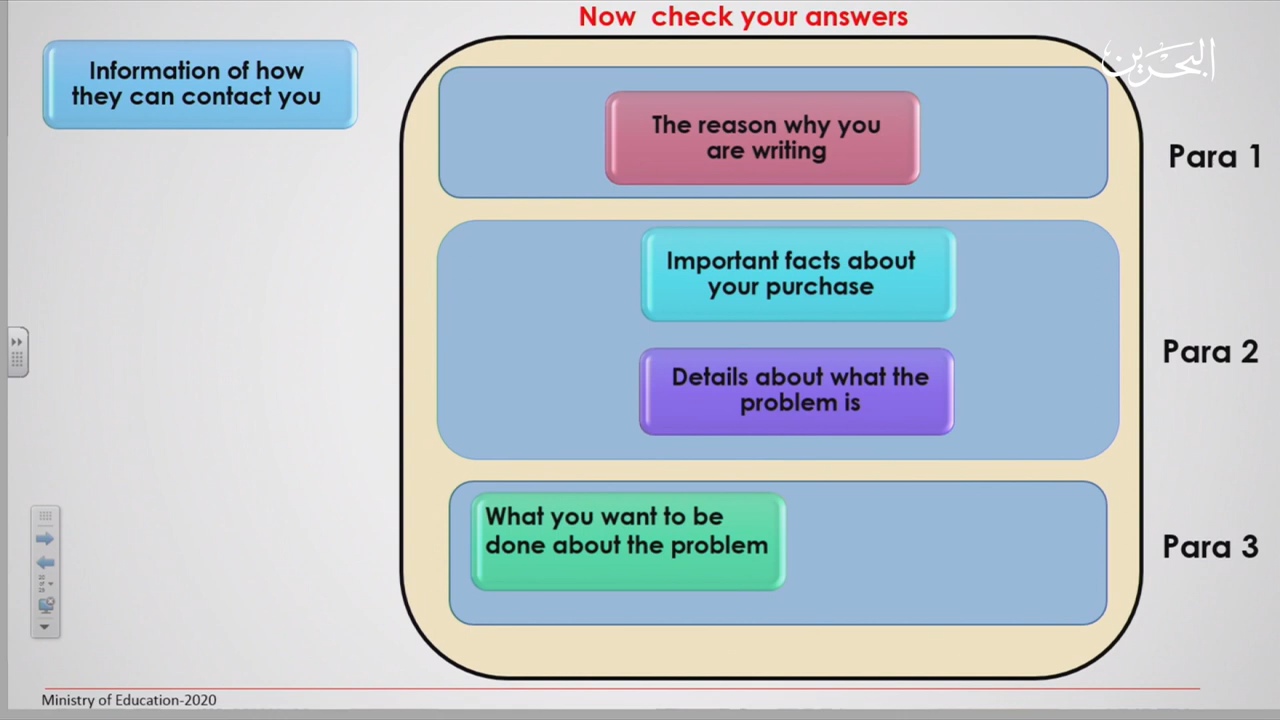 Now check your answers
البحرين
Information of how
they can contact you
The reason why you
are writing
Para 1
Important facts about
your purchase
Details about what the
problem is
Para 2
What you want to be
done about the problem
Para 3
Ministry of Education-2020